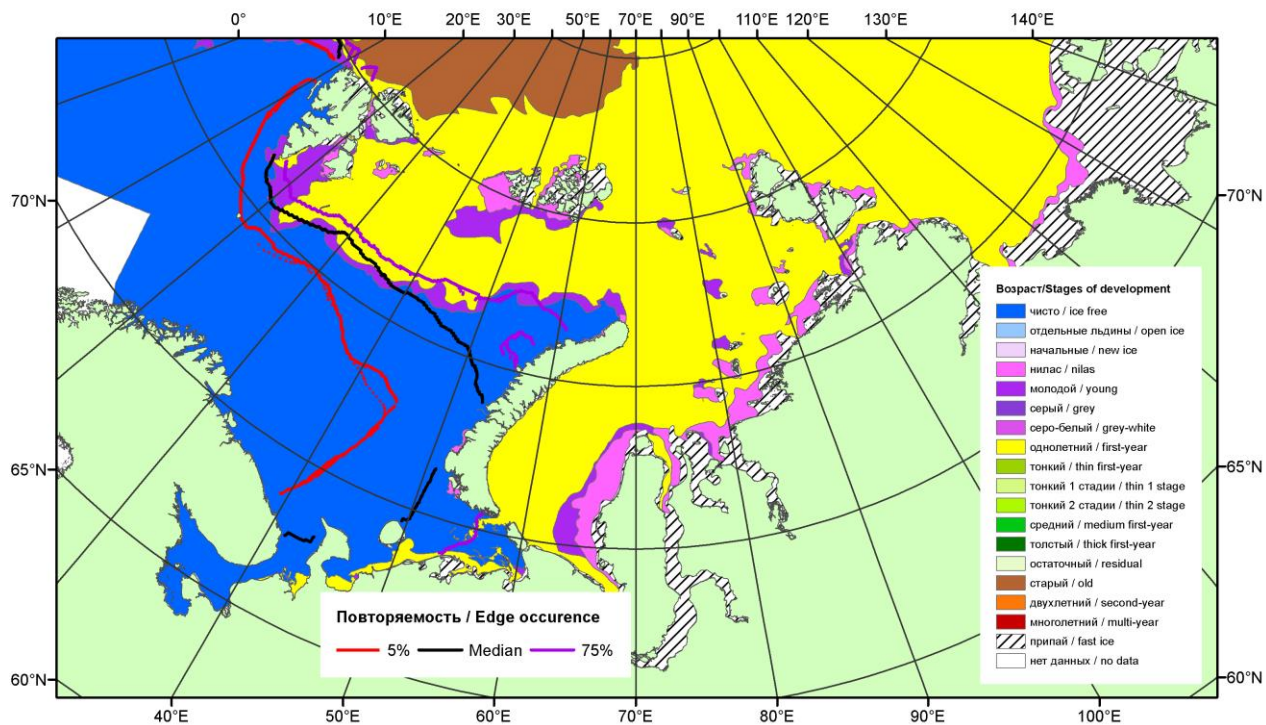 0° 10°E 20°E 30°E 50°E 70°E 90°E 110°E 120°E 130°E 140°E
70°N 70°N
Возраст/Stages of development
чисто / ice free
отдельные льдины / open ice
начальные / new ice
нилас / nilas
молодой / young
серый / grey
серо-белый / grey-white
однолетний / first-year
тонкий / thin first-year
65°N 65°N
тонкий 1 стадии / thin 1 stage
тонкий 2 стадии / thin 2 stage
средний / medium first-year
толстый / thick first-year
остаточный / residual
старый / old
двухлетний / second-year
многолетний / multi-year
припай / fast ice
нет данных / no data
Повторяемость / Edge occurence
5% Median 75%
60°N 60°N
40°E 50°E 60°E 70°E 80°E 90°E 100°E